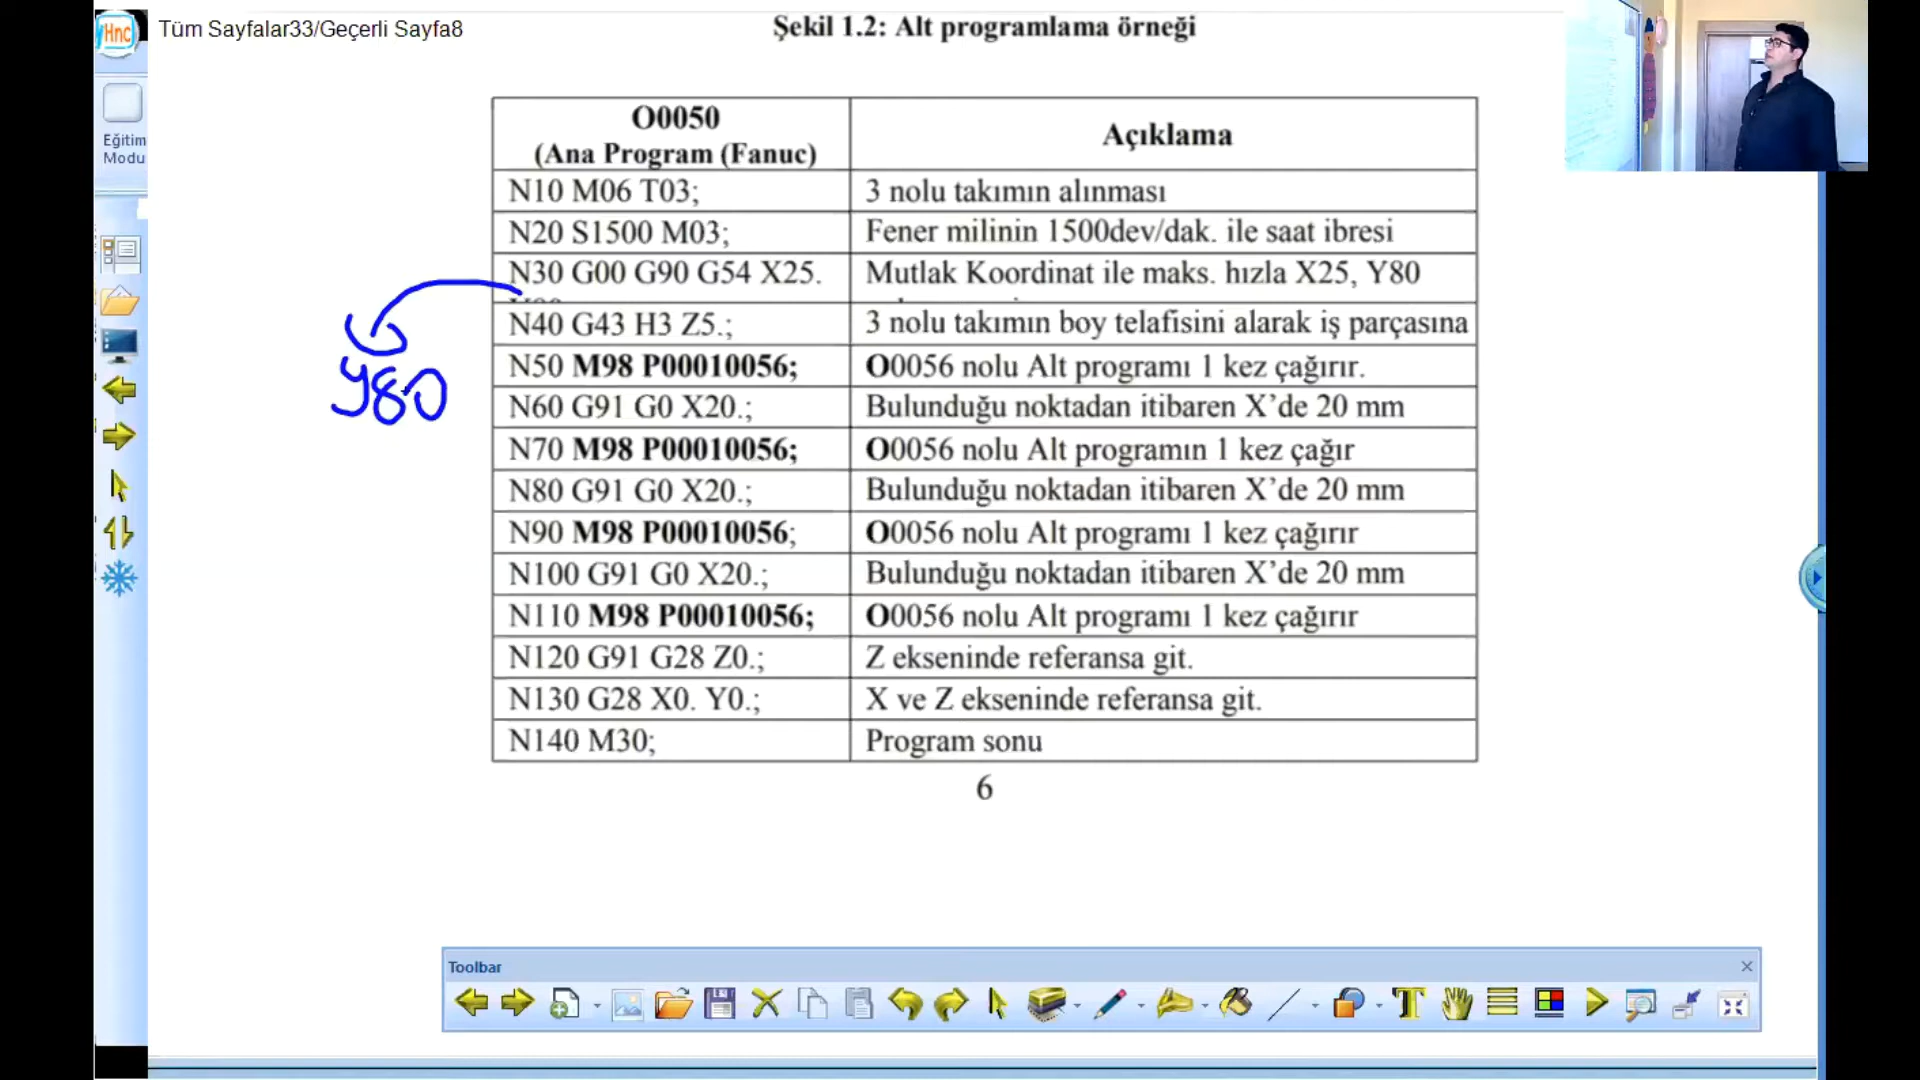 Hnc
Tüm Sayfalar33/Geçerli Sayfa8
Eğitim
Modu
Şekil 1.2: Alt programlama örneği
O0050
(Ana Program (Fanuc)
Açıklama
N10 M06 T03;
3 nolu takımın alınması
N20 S1500 M03;
Fener milinin 1500dev/dak. ile saat ibresi
N30 G00 G90 G54 X25.
Mutlak Koordinat ile maks. hızla X25, Y80
N40 G43 H3 Z5.;
3 nolu takımın boy telafisini alarak iş parçasına
N50 M98 P00010056;
O0056 nolu Alt programı 1 kez çağırır.
N60 G91 G0 X20.;
Bulunduğu noktadan itibaren X’de 20 mm
N70 M98 P00010056;
O0056 nolu Alt programın 1 kez çağır
N80 G91 G0 X20.;
Bulunduğu noktadan itibaren X’de 20 mm
N90 M98 P00010056;
O0056 nolu Alt programı 1 kez çağırır
N100 G91 G0 X20.;
Bulunduğu noktadan itibaren X’de 20 mm
N110 M98 P00010056;
O0056 nolu Alt programı 1 kez çağırır
N120 G91 G28 Z0.;
Z ekseninde referansa git.
N130 G28 X0. Y0.;
X ve Z ekseninde referansa git.
N140 M30;
Program sonu
y80
6
Toolbar